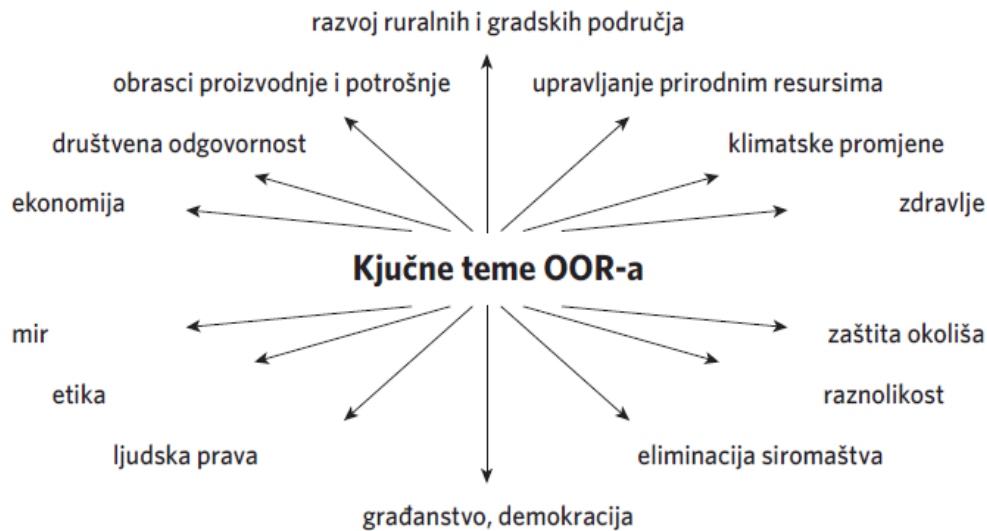 razvoj ruralnih i gradskih područja
obrasci proizvodnje i potrošnje
upravljanje prirodnim resursima
društvena odgovornost
klimatske promjene
ekonomija
zdravlje
Kjučne teme OOR-a
mir
zaštita okoliša
etika
raznolikost
ljudska prava
eliminacija siromaštva
građanstvo, demokracija